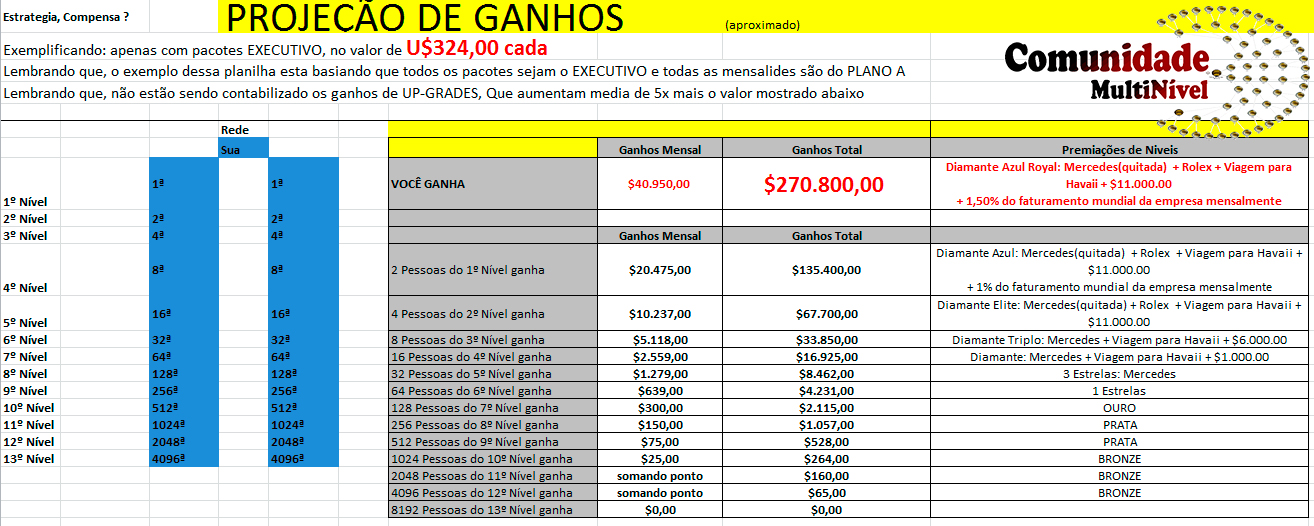 Estrategia, Compensa ?
PROJEÇÃO DE GANHOS (aproximado)
Exemplificando: apenas com pacotes EXECUTIVO, no valor de U$324,00 cada
Lembrando que, o exemplo dessa planilha esta basiando que todos os pacotes sejam o EXECUTIVO e todas as mensalides são do PLANO A
Lembrando que, não estão sendo contabilizado os ganhos de UP-GRADES, Que aumentam media de 5x mais o valor mostrado abaixo
Comunidade
MultiNível
Rede
Sua
1º Nível 1ª 1ª
2º Nível 2ª 2ª
3º Nível 4ª 4ª
4º Nível 8ª 8ª
5º Nível 16ª 16ª
6º Nível 32ª 32ª
7º Nível 64ª 64ª
8º Nível 128ª 128ª
9º Nível 256ª 256ª
10º Nível 512ª 512ª
11º Nível 1024ª 1024ª
12º Nível 2048ª 2048ª
13º Nível 4096ª 4096ª
Ganhos Mensal Ganhos Total Premiações de Niveis
VOCÊ GANHA $40.950,00 $270.800,00 Diamante Azul Royal: Mercedes(quitada) + Rolex + Viagem para
Havaii + $11.000.00
+ 1,50% do faturamento mundial da empresa mensalmente
Ganhos Mensal Ganhos Total
2 Pessoas do 1º Nível ganha $20.475,00 $135.400,00 Diamante Azul: Mercedes(quitada) + Rolex + Viagem para Havaii +
$11.000.00
+ 1% do faturamento mundial da empresa mensalmente
4 Pessoas do 2º Nível ganha $10.237,00 $67.700,00 Diamante Elite: Mercedes(quitada) + Rolex + Viagem para Havaii +
$11.000.00
8 Pessoas do 3º Nível ganha $5.118,00 $33.850,00 Diamante Triplo: Mercedes + Viagem para Havaii + $6.000.00
16 Pessoas do 4º Nível ganha $2.559,00 $16.925,00 Diamante: Mercedes + Viagem para Havaii + $1.000.00
32 Pessoas do 5º Nível ganha $1.279,00 $8.462,00 3 Estrelas: Mercedes
64 Pessoas do 6º Nível ganha $639,00 $4.231,00 1 Estrelas
128 Pessoas do 7º Nível ganha $300,00 $2.115,00 OURO
256 Pessoas do 8º Nível ganha $150,00 $1.057,00 PRATA
512 Pessoas do 9º Nível ganha $75,00 $528,00 PRATA
1024 Pessoas do 10º Nível ganha $25,00 $264,00 BRONZE
2048 Pessoas do 11º Nível ganha somando ponto $160,00 BRONZE
4096 Pessoas do 12º Nível ganha somando ponto $65,00 BRONZE
8192 Pessoas do 13º Nível ganha $0,00 $0,00